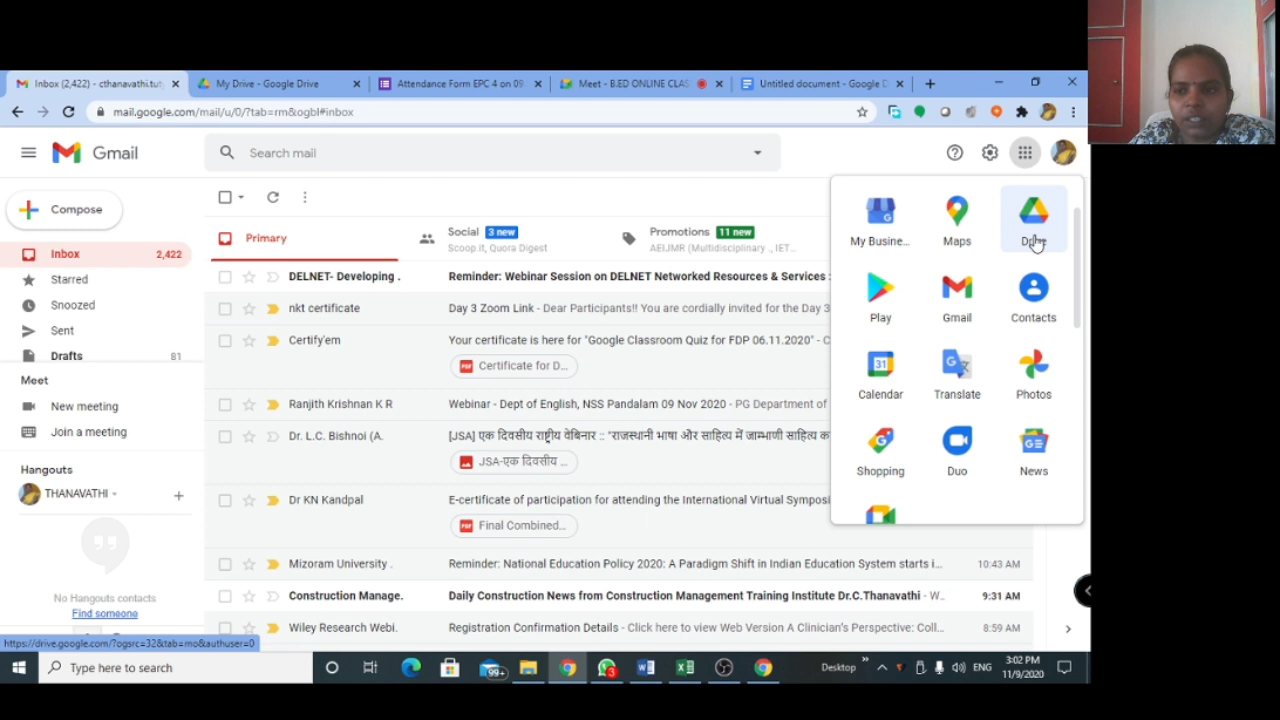 Inbox (2,422) - cthanavathi.tut
My Drive - Google Drive
Attendance Form EPC 4 on 09
Meet - B.ED ONLINE CLAS
Untitled document - Google D
mail.google.com/mail/u/0/?tab=rm&ogbl#inbox
Gmail
Search mail
Compose
Inbox 2,422
Starred
Snoozed
Sent
Drafts 81
Meet
New meeting
Join a meeting
Hangouts
THANAVATHI
No Hangouts contacts
Find someone
https://drive.google.com/?ogsrc=32&tab=mo&authuser=0
Primary
Social 3 new
Scoop.it, Quora Digest
Promotions 11 new
AEIJMR (Multidisciplinary ., IET...
DELNET- Developing . Reminder: Webinar Session on DELNET Networked Resources & Services
nkt certificate Day 3 Zoom Link - Dear Participants!! You are cordially invited for the Day 3
Certify'em Your certificate is here for "Google Classroom Quiz for FDP 06.11.2020" - C
PDF Certificate for D...
Ranjith Krishnan K R Webinar - Dept of English, NSS Pandalam 09 Nov 2020 - PG Department of
Dr. L.C. Bishnoi (A. [JSA] एक दिवसीय राष्ट्रीय वेबिनार :: "राजस्थानी भाषा और साहित्य में जाम्भाणी साहित्य क
JSA-एक दिवसीय ...
Dr KN Kandpal E-certificate of participation for attending the International Virtual Sympos
PDF Final Combined...
Mizoram University . Reminder: National Education Policy 2020: A Paradigm Shift in Indian Education System starts i... 10:43 AM
Construction Manage. Daily Construction News from Construction Management Training Institute Dr.C.Thanavathi - W.. 9:31 AM
Wiley Research Webi. Registration Confirmation Details - Click here to view Web Version A Clinician's Perspective: Coll... 8:59 AM
My Busine... Maps
Play Gmail Contacts
31
Calendar Translate Photos
Shopping Duo News
Type here to search
99+
3
Desktop
ENG
3:02 PM
11/9/2020